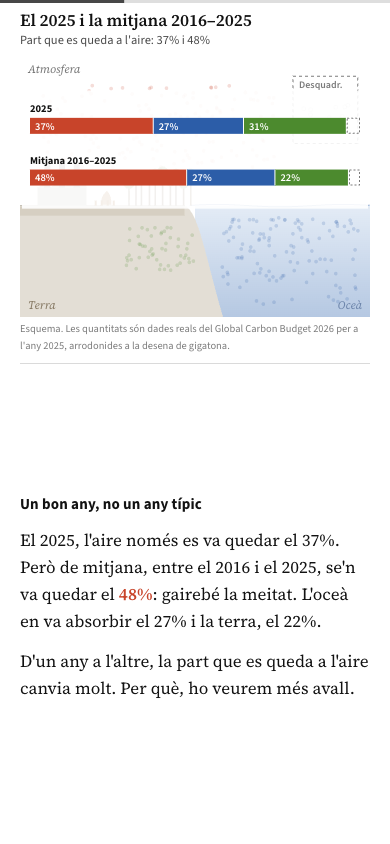 El 2025 i la mitjana 2016–2025
Part que es queda a l'aire: 37% i 48%
Atmosfera
Desquadr.
2025
37%
27%
31%
Mitjana 2016–2025
48%
27%
22%
Terra
Oceà
Esquema. Les quantitats són dades reals del Global Carbon Budget 2026 per a
l'any 2025, arrodonides a la desena de gigatona.
Un bon any, no un any típic
El 2025, l'aire només es va quedar el 37%.
Però de mitjana, entre el 2016 i el 2025, se'n
va quedar el 48%: gairebé la meitat. L'oceà
en va absorbir el 27% i la terra, el 22%.
D'un any a l'altre, la part que es queda a l'aire
canvia molt. Per què, ho veurem més avall.